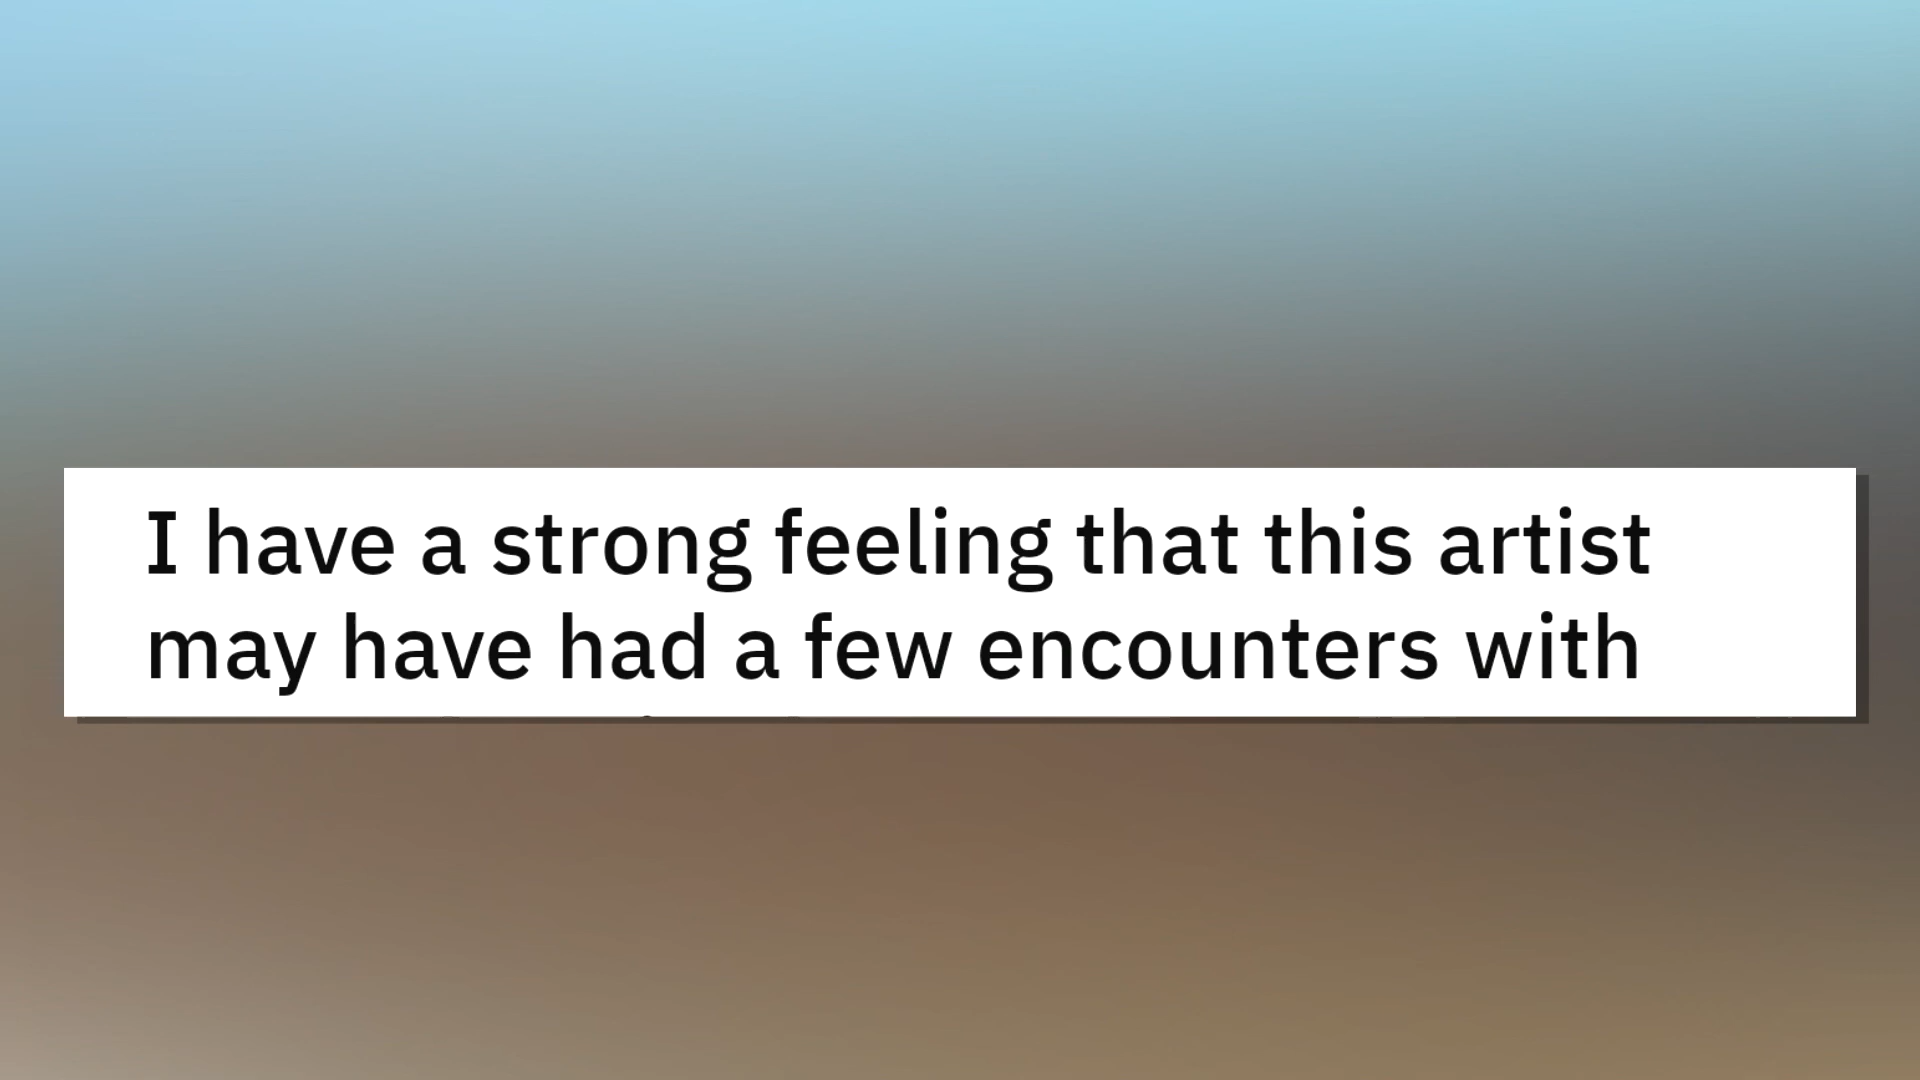 I have a strong feeling that this artist
may have had a few encounters with